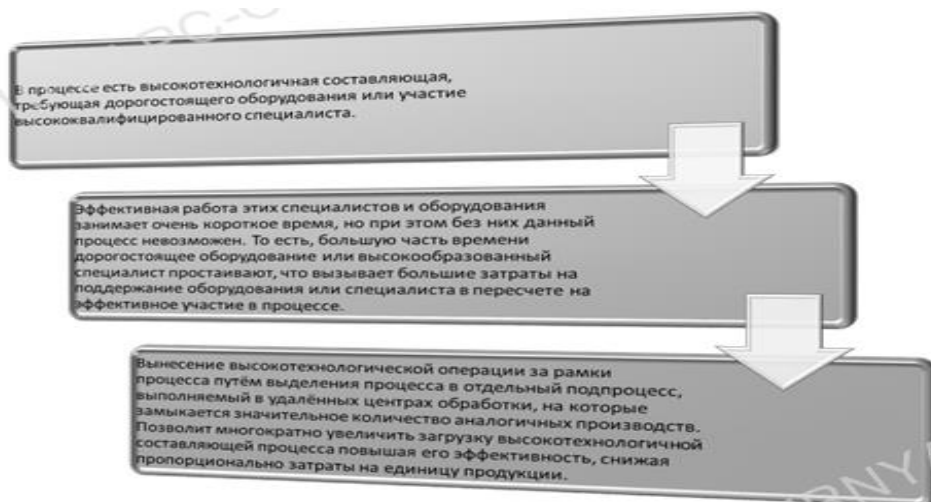 В процессе есть высокотехнологичная составляющая,
требующая дорогостоящего оборудования или участие
высококвалифицированного специалиста.
Эффективная работа этих специалистов и оборудования
занимает очень короткое время, но при этом без них данный
процесс невозможен. То есть, большую часть времени
дорогостоящее оборудование или высокообразованный
специалист простаивают, что вызывает большие затраты на
поддержание оборудования или специалиста в пересчете на
эффективное участие в процессе.
Вынесение высокотехнологической операции за рамки
процесса путём выделения процесса в отдельный подпроцесс,
выполняемый в удалённых центрах обработки, на которые
замыкается значительное количество аналогичных производств.
Позволит многократно увеличить загрузку высокотехнологичной
составляющей процесса повышая его эффективность, снижая
пропорционально затраты на единицу продукции.